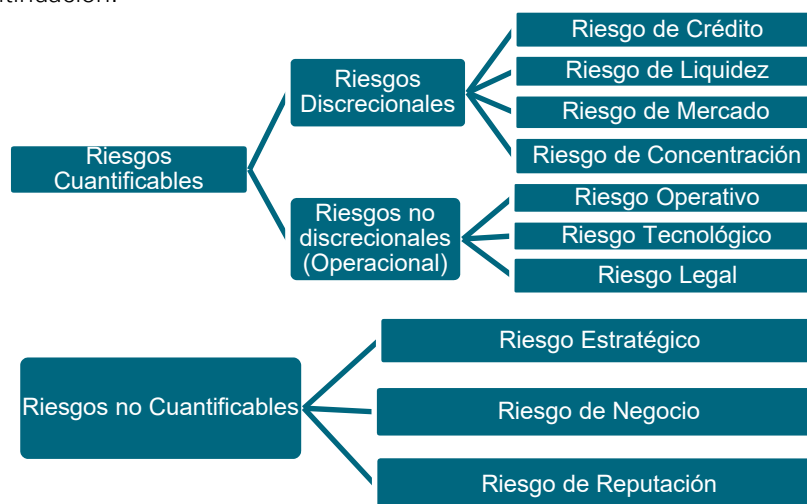 Riesgos
Cuantificables
Riesgos
Discrecionales
Riesgo de Crédito
Riesgo de Liquidez
Riesgo de Mercado
Riesgo de Concentración
Riesgos no
discrecionales
(Operacional)
Riesgo Operativo
Riesgo Tecnológico
Riesgo Legal
Riesgos no Cuantificables
Riesgo Estratégico
Riesgo de Negocio
Riesgo de Reputación